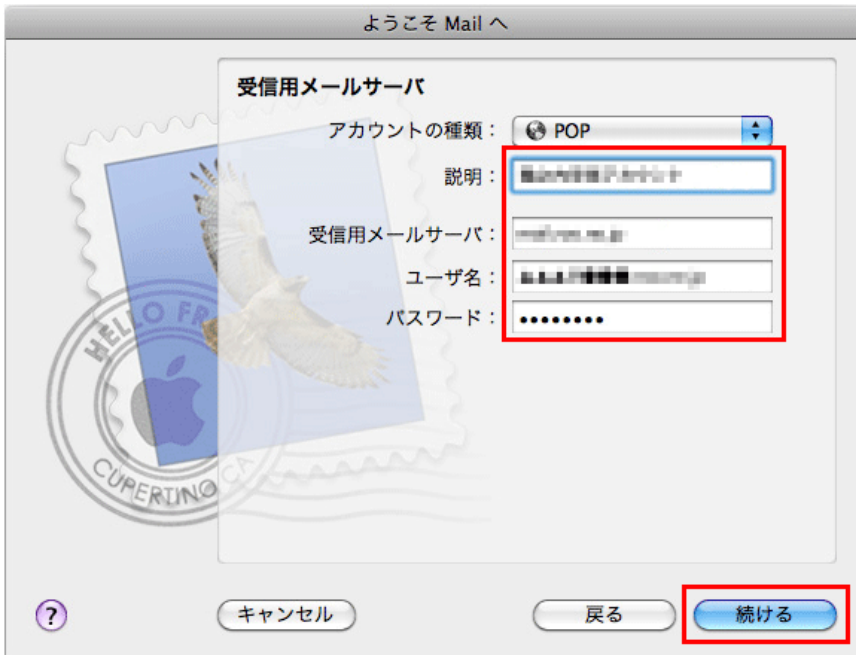 ようこそ Mail へ
受信用メールサーバ
アカウントの種類： POP
説明：
受信用メールサーバ：
ユーザ名：
パスワード： ••••••••
HELLO FR
CUPERTINO CA
? キャンセル 戻る 続ける